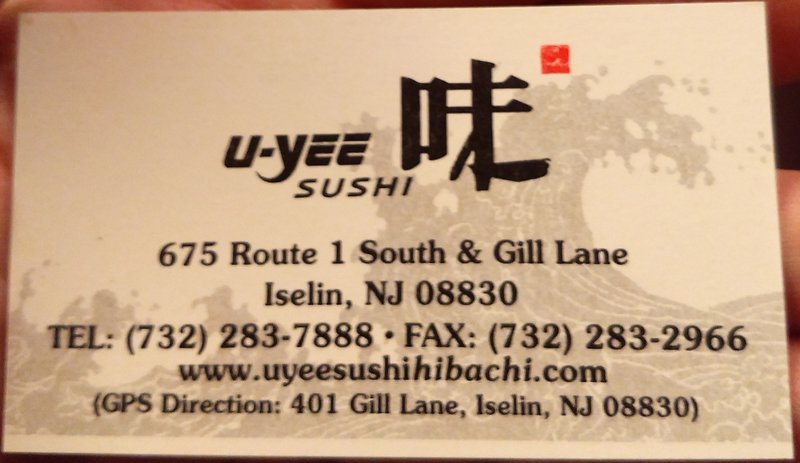 U-YEE 味
SUSHI
675 Route 1 South & Gill Lane
Iselin, NJ 08830
TEL: (732) 283-7888 • FAX: (732) 283-2966
www.uyeesushihibachi.com
(GPS Direction: 401 Gill Lane, Iselin, NJ 08830)